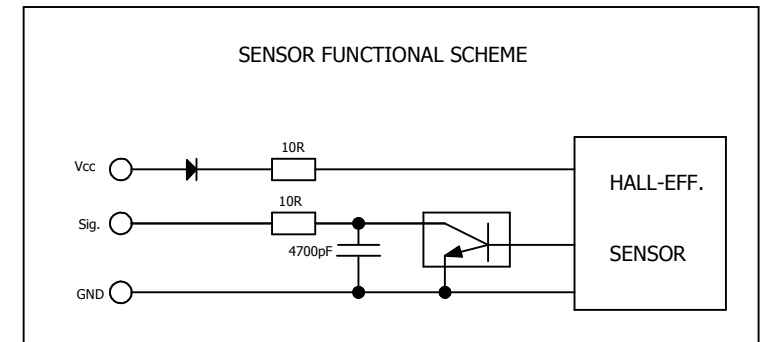 SENSOR FUNCTIONAL SCHEME
10R
Vcc
HALL-EFF.
10R
Sig.
4700pF
SENSOR
GND